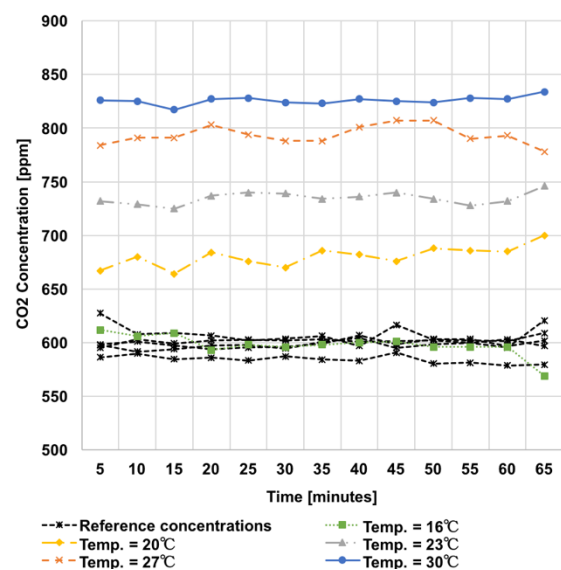 900
850
800
750
700
650
600
550
500
CO2 Concentration [ppm]
5 10 15 20 25 30 35 40 45 50 55 60 65
Time [minutes]
Reference concentrations Temp. = 16℃
Temp. = 20℃ Temp. = 23℃
Temp. = 27℃ Temp. = 30℃